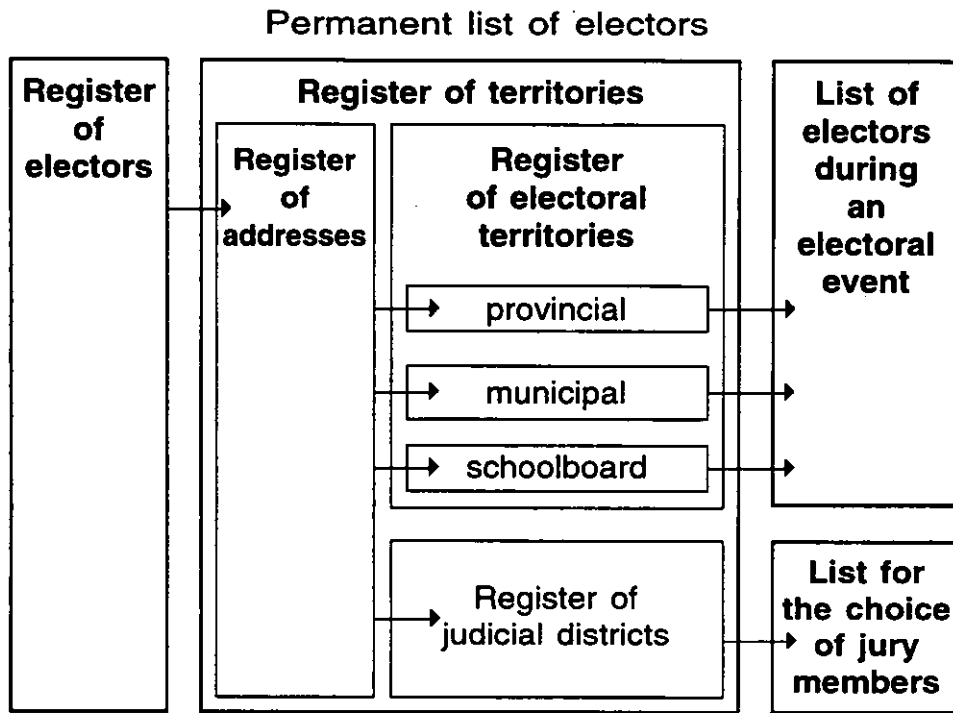 Permanent list of electors
Register
of
electors
Register of territories
Register
of
addresses
Register
of electoral
territories
provincial
municipal
schoolboard
Register of
judicial districts
List of
electors
during
an
electoral
event
List for
the choice
of jury
members